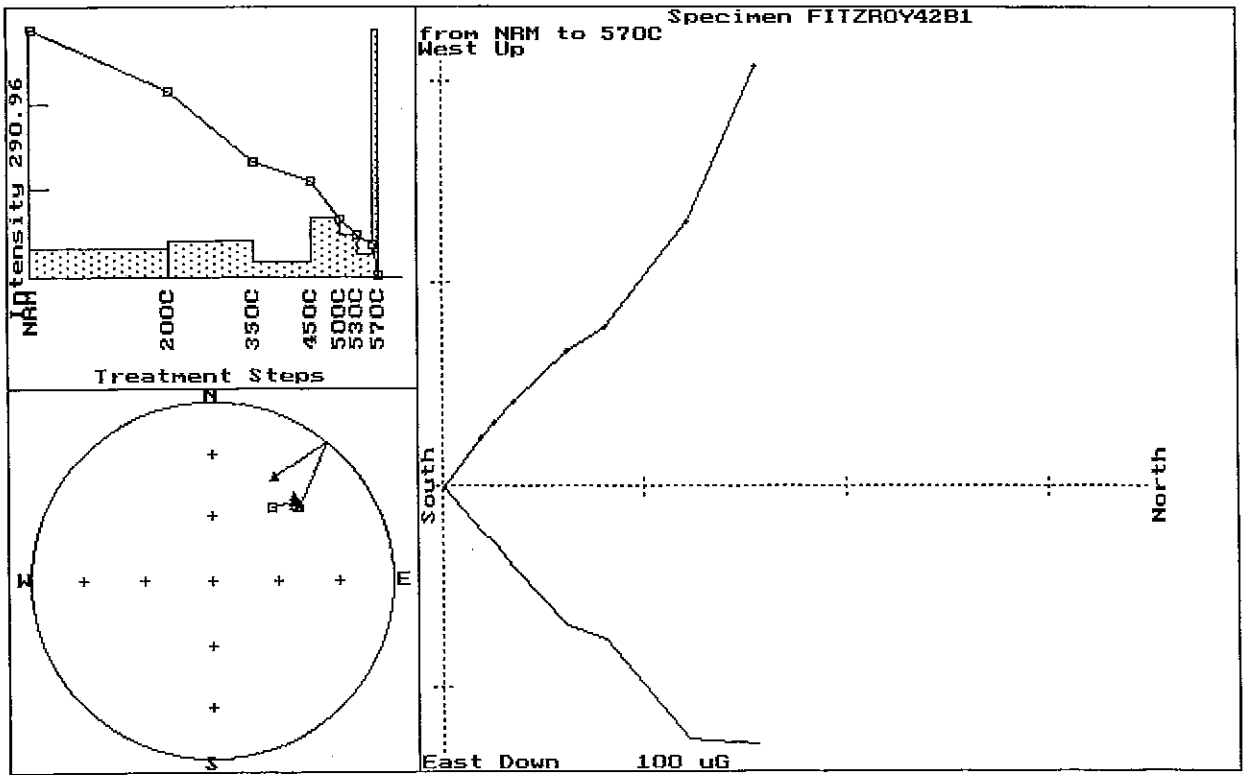 Specimen FITZROY42B1
from NRM to 570C
West Up
Intensity 290.96
NRM
200C
350C
450C
500C
530C
570C
Treatment Steps
N
W
E
S
South
North
East Down 100 uG